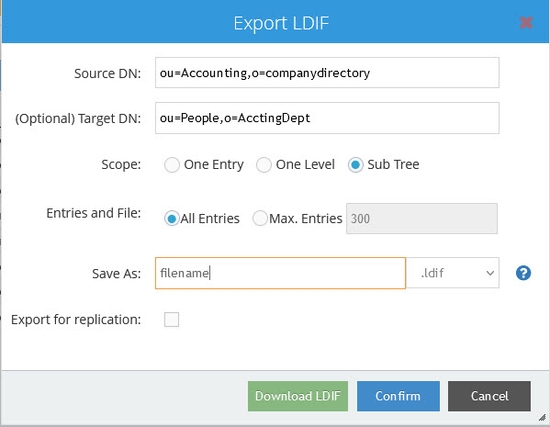 Export LDIF
Source DN: ou=Accounting,o=companydirectory
(Optional) Target DN: ou=People,o=AcctingDept
Scope: One Entry One Level Sub Tree
Entries and File: All Entries Max. Entries 300
Save As: filename .ldif ?
Export for replication:
Download LDIF Confirm Cancel